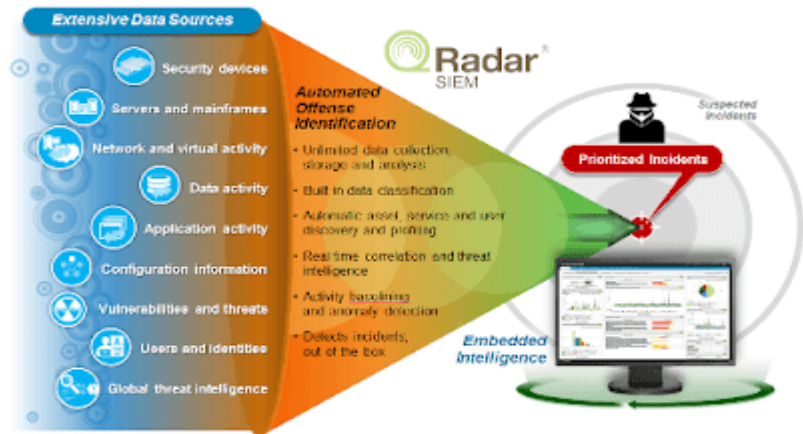 Extensive Data Sources
Security devices
Servers and mainframes
Network and virtual activity
Data activity
Application activity
Configuration information
Vulnerabilities and threats
Users and identities
Global threat intelligence
Automated
Offense
Identification
• Unlimited data collection,
storage and analysis
• Built in data classification
• Automatic asset, service and user
discovery and profiling
• Real time correlation and threat
intelligence
• Activity baselining
and anomaly detection
• Detects incidents,
out of the box
QRadar®
SIEM
Suspected
Incidents
Prioritized Incidents
Embedded
Intelligence